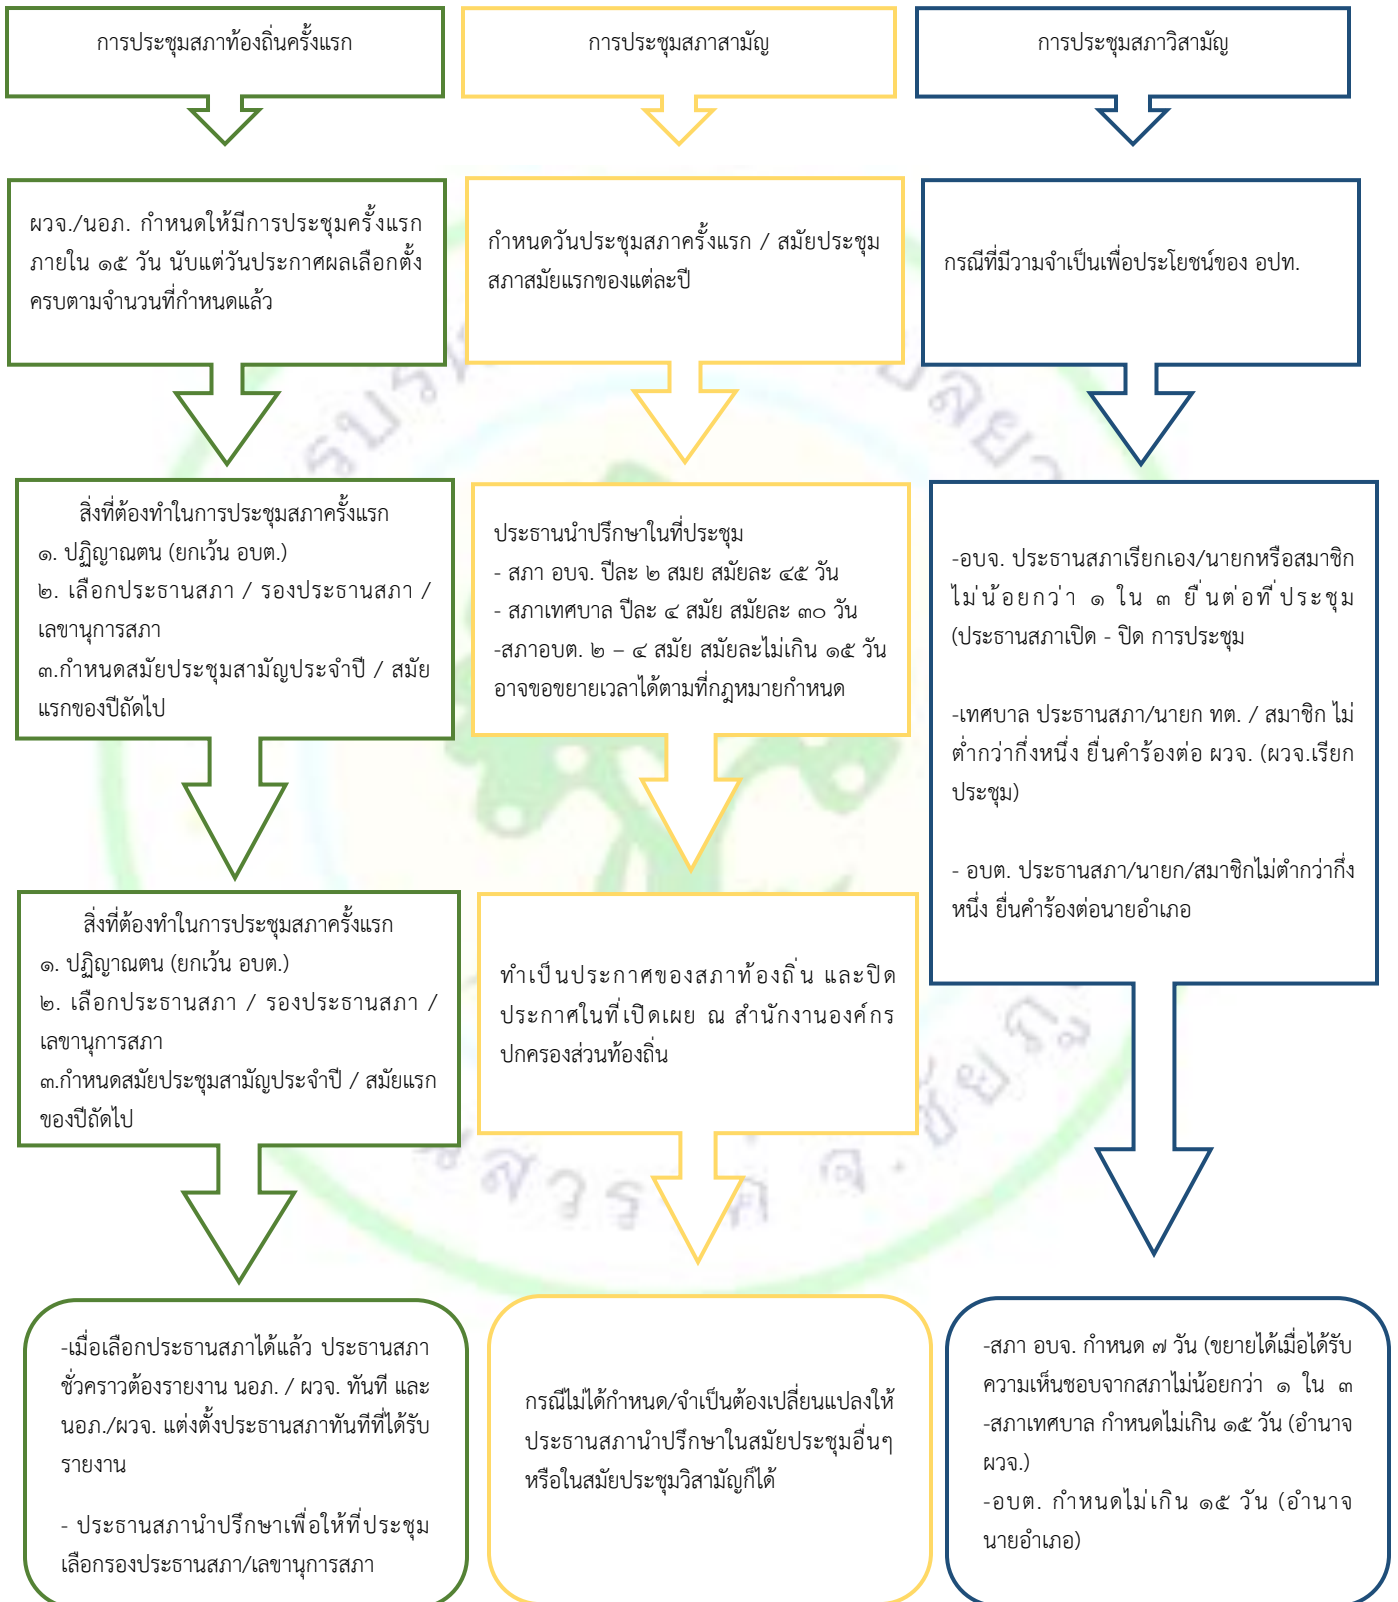 การประชุมสภาท้องถิ่นครั้งแรก
ผวจ./นอภ. กำหนดให้มีการประชุมครั้งแรก
ภายใน ๑๕ วัน นับแต่วันประกาศผลเลือกตั้ง
ครบตามจำนวนที่กำหนดแล้ว
สิ่งที่ต้องทำในการประชุมสภาครั้งแรก
๑. ปฏิญาณตน (ยกเว้น อบต.)
๒. เลือกประธานสภา / รองประธานสภา /
เลขานุการสภา
๓.กำหนดสมัยประชุมสามัญประจำปี / สมัย
แรกของปีถัดไป
สิ่งที่ต้องทำในการประชุมสภาครั้งแรก
๑. ปฏิญาณตน (ยกเว้น อบต.)
๒. เลือกประธานสภา / รองประธานสภา /
เลขานุการสภา
๓.กำหนดสมัยประชุมสามัญประจำปี / สมัยแรก
ของปีถัดไป
-เมื่อเลือกประธานสภาได้แล้ว ประธานสภา
ชั่วคราวต้องรายงาน นอภ. / ผวจ. ทันที และ
นอภ./ผวจ. แต่งตั้งประธานสภาทันทีที่ได้รับ
รายงาน
- ประธานสภานำปรึกษาเพื่อให้ที่ประชุม
เลือกรองประธานสภา/เลขานุการสภา
การประชุมสภาสามัญ
กำหนดวันประชุมสภาครั้งแรก / สมัยประชุม
สภาสมัยแรกของแต่ละปี
ประธานนำปรึกษาในที่ประชุม
- สภา อบจ. ปีละ ๒ สมย สมัยละ ๔๕ วัน
- สภาเทศบาล ปีละ ๔ สมัย สมัยละ ๓๐ วัน
-สภาอบต. ๒ – ๔ สมัย สมัยละไม่เกิน ๑๕ วัน
อาจขอขยายเวลาได้ตามที่กฎหมายกำหนด
ทำเป็นประกาศของสภาท้องถิ่น และปิด
ประกาศในที่เปิดเผย ณ สำนักงานองค์กร
ปกครองส่วนท้องถิ่น
กรณีไม่ได้กำหนด/จำเป็นต้องเปลี่ยนแปลงให้
ประธานสภานำปรึกษาในสมัยประชุมอื่นๆ
หรือในสมัยประชุมวิสามัญก็ได้
การประชุมสภาวิสามัญ
กรณีที่มีวามจำเป็นเพื่อประโยชน์ของ อปท.
-อบจ. ประธานสภาเรียกเอง/นายกหรือสมาชิก
ไม่น้อยกว่า ๑ ใน ๓ ยื่นต่อที่ประชุม
(ประธานสภาเปิด - ปิด การประชุม
-เทศบาล ประธานสภา/นายก ทต. / สมาชิก ไม่
ต่ำกว่ากึ่งหนึ่ง ยื่นคำร้องต่อ ผวจ. (ผวจ.เรียก
ประชุม)
- อบต. ประธานสภา/นายก/สมาชิกไม่ตำกว่ากึ่ง
หนึ่ง ยื่นคำร้องต่อนายอำเภอ
-สภา อบจ. กำหนด ๗ วัน (ขยายได้เมื่อได้รับ
ความเห็นชอบจากสภาไม่น้อยกว่า ๑ ใน ๓
-สภาเทศบาล กำหนดไม่เกิน ๑๕ วัน (อำนาจ
ผวจ.)
-อบต. กำหนดไม่เกิน ๑๕ วัน (อำนาจ
นายอำเภอ)